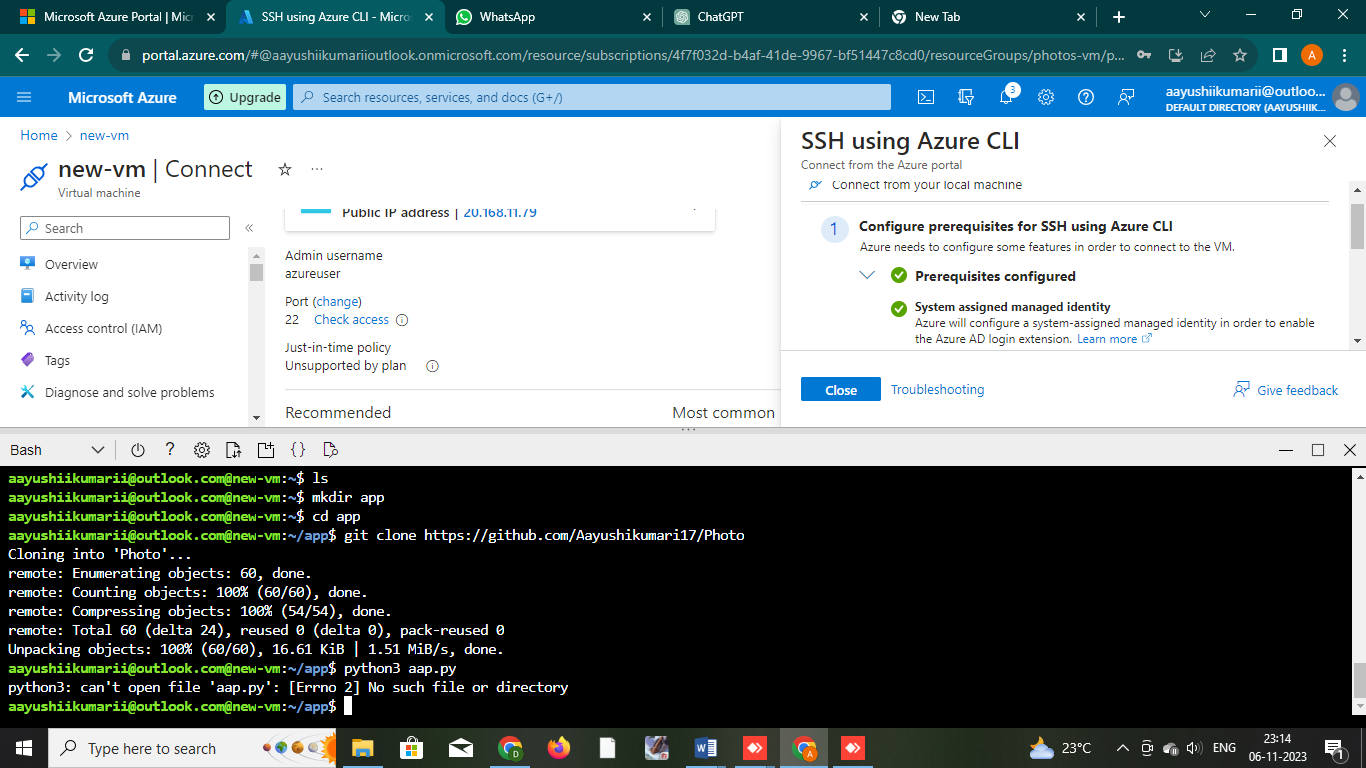 Microsoft Azure Portal | Mic
SSH using Azure CLI - Micros
WhatsApp
ChatGPT
New Tab
portal.azure.com/#@aayushiikumariioutlook.onmicrosoft.com/resource/subscriptions/4f7f032d-b4af-41de-9967-bf51447c8cd0/resourceGroups/photos-vm/p...
A
Microsoft Azure
Upgrade
Search resources, services, and docs (G+/)
3
aayushiikumarii@outloo...
DEFAULT DIRECTORY (AAYUSHIIK...
Home > new-vm
new-vm | Connect
Virtual machine
Search
Overview
Activity log
Access control (IAM)
Tags
Diagnose and solve problems
Public IP address | 20.168.11.79
Admin username
azureuser
Port (change)
22 Check access
Just-in-time policy
Unsupported by plan
Recommended
Most common
SSH using Azure CLI
Connect from the Azure portal
Connect from your local machine
1 Configure prerequisites for SSH using Azure CLI
Azure needs to configure some features in order to connect to the VM.
Prerequisites configured
System assigned managed identity
Azure will configure a system-assigned managed identity in order to enable
the Azure AD login extension. Learn more
Close
Troubleshooting
Give feedback
Bash
aayushiikumarii@outlook.com@new-vm:~$ ls
aayushiikumarii@outlook.com@new-vm:~$ mkdir app
aayushiikumarii@outlook.com@new-vm:~$ cd app
aayushiikumarii@outlook.com@new-vm:~/app$ git clone https://github.com/Aayushikumari17/Photo
Cloning into 'Photo'...
remote: Enumerating objects: 60, done.
remote: Counting objects: 100% (60/60), done.
remote: Compressing objects: 100% (54/54), done.
remote: Total 60 (delta 24), reused 0 (delta 0), pack-reused 0
Unpacking objects: 100% (60/60), 16.61 KiB | 1.51 MiB/s, done.
aayushiikumarii@outlook.com@new-vm:~/app$ python3 aap.py
python3: can't open file 'aap.py': [Errno 2] No such file or directory
aayushiikumarii@outlook.com@new-vm:~/app$
Type here to search
23°C
ENG
23:14
06-11-2023
1